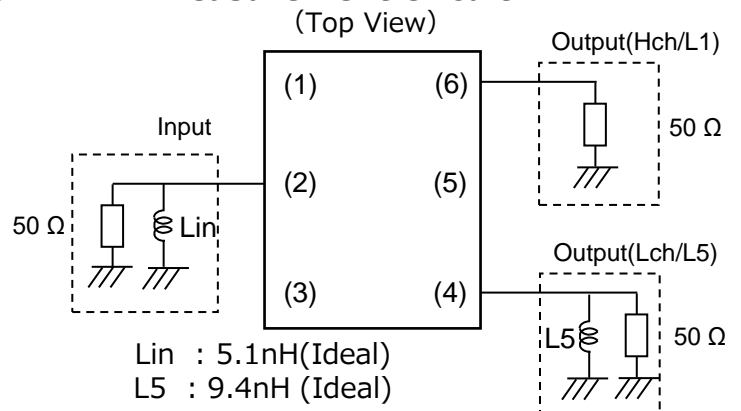 (Top View)
Output(Hch/L1)
(1)
(6)
50 Ω
Input
(2)
(5)
50 Ω
Lin
Output(Lch/L5)
(3)
(4)
L5
50 Ω
Lin : 5.1nH(Ideal)
L5 : 9.4nH (Ideal)